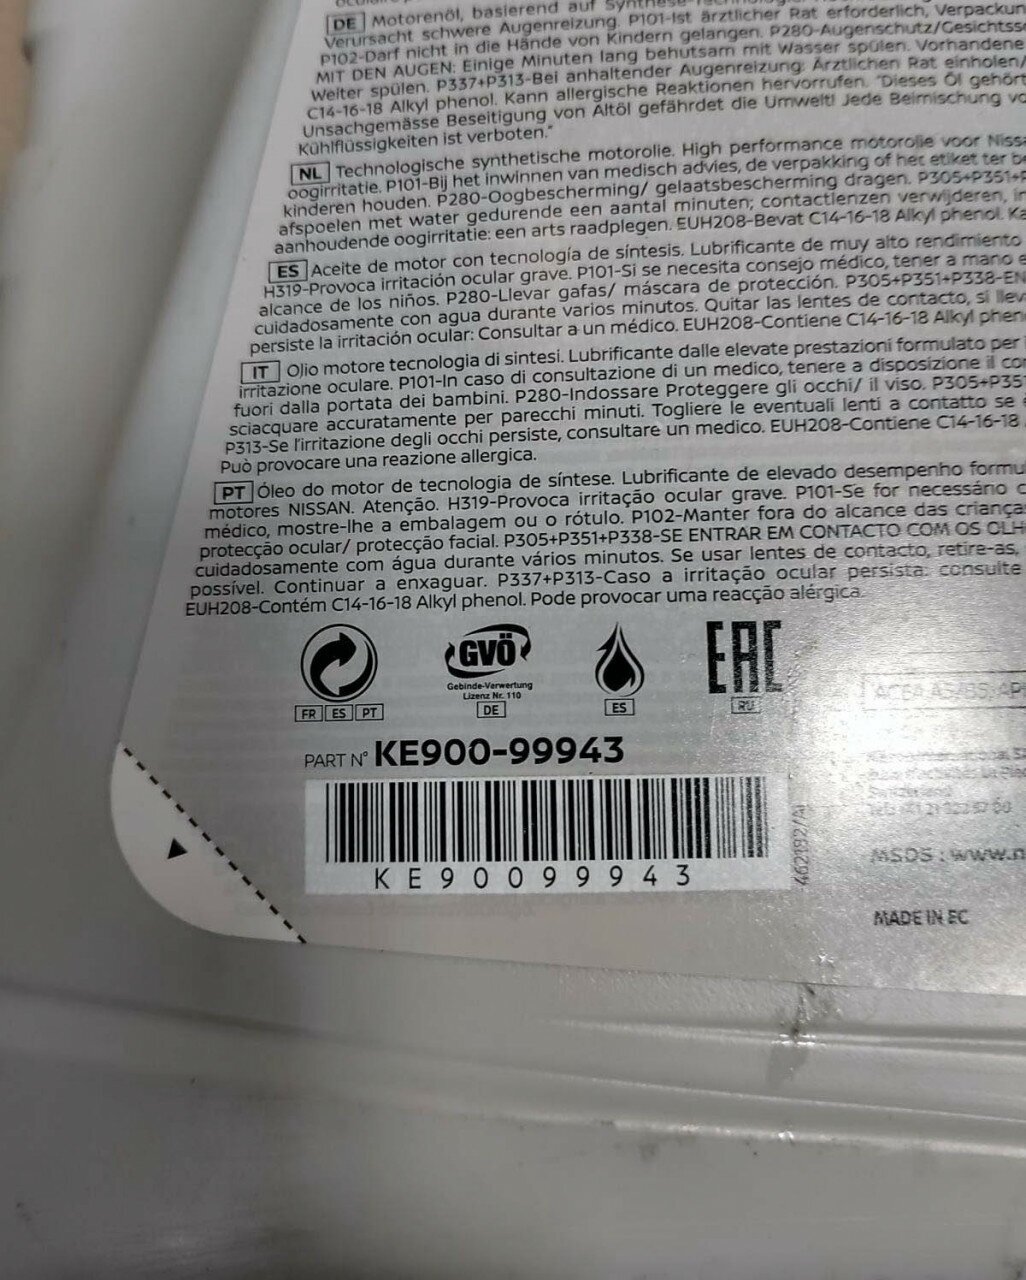 DE Motorenöl, basierend auf Synthese-
Verursacht schwere Augenreizung. P101-Ist ärztlicher Rat erforderlich, Verpackun
P102-Darf nicht in die Hände von Kindern gelangen. P280-Augenschutz/Gesichtss
MIT DEN AUGEN: Einige Minuten lang behutsam mit Wasser spülen. Vorhandene
Weiter spülen. P337+P313-Bei anhaltender Augenreizung: Ärztlichen Rat einholen/
C14-16-18 Alkyl phenol. Kann allergische Reaktionen hervorrufen. "Dieses Öl gehört
Unsachgemässe Beseitigung von Altöl gefährdet die Umwelt! Jede Beimischung vo
Kühlflüssigkeiten ist verboten."
NL Technologische synthetische motorolie. High performance motorolie voor Niss
oogirritatie. P101-Bij het inwinnen van medisch advies, de verpakking of het etiket ter b
kinderen houden. P280-Oogbescherming/ gelaatsbescherming dragen. P305+P351+P
afspoelen met water gedurende een aantal minuten; contactlenzen verwijderen, in
aanhoudende oogirritatie: een arts raadplegen. EUH208-Bevat C14-16-18 Alkyl phenol. Ka
ES Aceite de motor con tecnología de síntesis. Lubrificante de muy alto rendimiento
H319-Provoca irritación ocular grave. P101-Si se necesita consejo médico, tener a mano e
alcance de los niños. P280-Llevar gafas/ máscara de protección. P305+P351+P338-EN
cuidadosamente con agua durante varios minutos. Quitar las lentes de contacto, si llev
persiste la irritación ocular: Consultar a un médico. EUH208-Contiene C14-16-18 Alkyl phen
IT Olio motore tecnologia di sintesi. Lubrificante dalle elevate prestazioni formulato per
irritazione oculare. P101-In caso di consultazione di un medico, tenere a disposizione il co
fuori dalla portata dei bambini. P280-Indossare Proteggere gli occhi/ il viso. P305+P35
sciacquare accuratamente per parecchi minuti. Togliere le eventuali lenti a contatto se
P313-Se l'irritazione degli occhi persiste, consultare un medico. EUH208-Contiene C14-16-18
Può provocare una reazione allergica.
PT Óleo do motor de tecnologia de síntese. Lubrificante de elevado desempenho formu
motores NISSAN. Atenção. H319-Provoca irritação ocular grave. P101-Se for necessário c
médico, mostre-lhe a embalagem ou o rótulo. P102-Manter fora do alcance das criança
protecção ocular/ protecção facial. P305+P351+P338-SE ENTRAR EM CONTACTO COM OS OLH
cuidadosamente com água durante vários minutos. Se usar lentes de contacto, retire-as,
possível. Continuar a enxaguar. P337+P313-Caso a irritação ocular persista: consulte
EUH208-Contém C14-16-18 Alkyl phenol. Pode provocar uma reacção alérgica.
GVÖ
Gebinde-Verwertung
Lizenz Nr. 110
EAC
FR ES PT
DE
ES
RU
PART N° KE900-99943
KE90099943
462192/A
Switzerland
MSDS : www.n
MADE IN EC